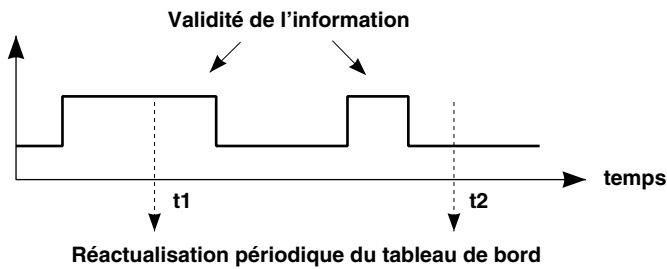 Validité de l'information
temps
t1
t2
Réactualisation périodique du tableau de bord